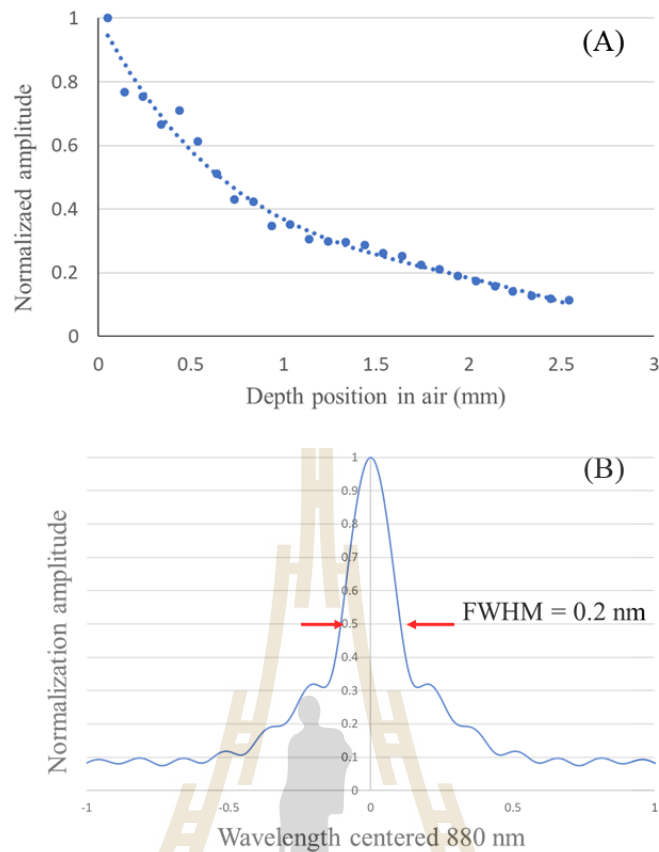 (A)
1
0.8
0.6
0.4
0.2
0
0 0.5 1 1.5 2 2.5 3
Normalizaed amplitude
Depth position in air (mm)
(B)
1
0.9
0.8
0.7
0.6
0.5
0.4
0.3
0.2
0.1
0
FWHM = 0.2 nm
-1 -0.5 0 0.5 1
Normalization amplitude
Wavelength centered 880 nm